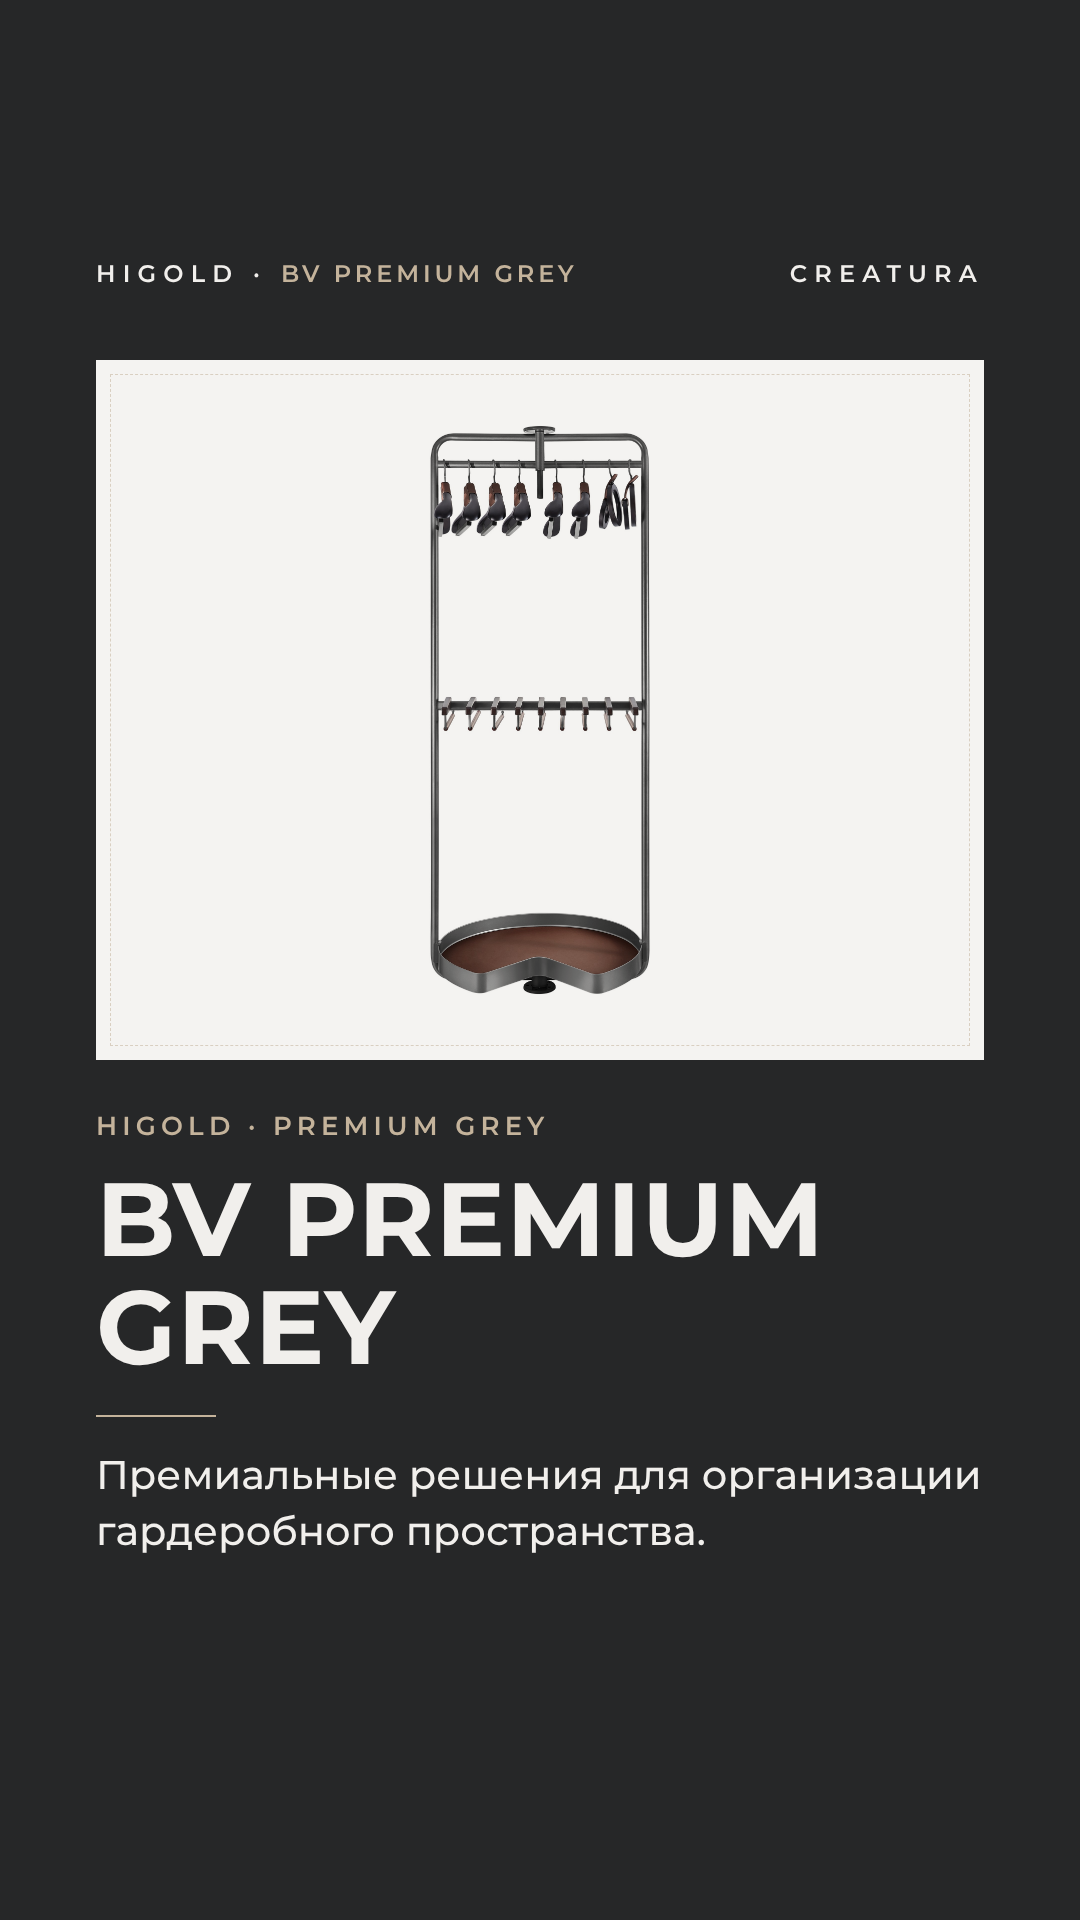 HIGOLD · BV PREMIUM GREY
CREATURA
HIGOLD · PREMIUM GREY
BV PREMIUM
GREY
Премиальные решения для организации
гардеробного пространства.